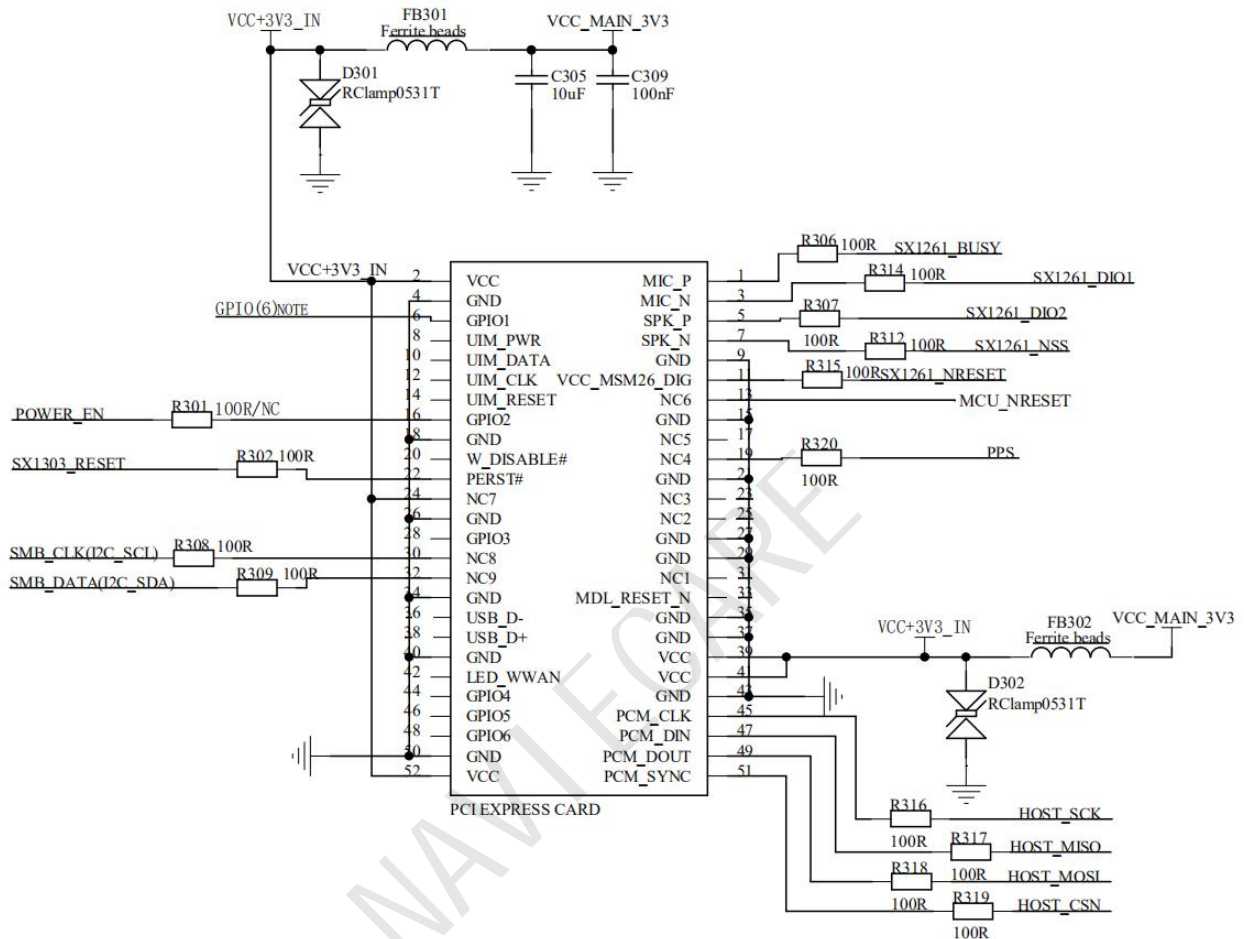 VCC+3V3_IN
FB301
Ferrite beads
VCC_MAIN_3V3
D301
RClamp0531T
C305
10uF
C309
100nF
VCC+3V3_IN
GPIO(6)NOTE
POWER_EN R301 100R/NC
SX1303_RESET R302 100R
SMB_CLK(I2C_SCL) R308 100R
SMB_DATA(I2C_SDA) R309 100R
2 VCC MIC_P 1
4 GND MIC_N 3
6 GPIO1 SPK_P 5
8 UIM_PWR SPK_N 7
10 UIM_DATA GND 9
12 UIM_CLK VCC_MSM26_DIG 11
14 UIM_RESET NC6 13
16 GPIO2 GND 15
18 GND NC5 17
20 W_DISABLE# NC4 19
22 PERST# GND 21
24 NC7 NC3 23
26 GND NC2 25
28 GPIO3 GND 27
30 NC8 GND 29
32 NC9 NC1 31
34 GND MDL_RESET_N 33
36 USB_D- GND 35
38 USB_D+ GND 37
40 GND VCC 39
42 LED_WWAN VCC 41
44 GPIO4 GND 43
46 GPIO5 PCM_CLK 45
48 GPIO6 PCM_DIN 47
50 GND PCM_DOUT 49
52 VCC PCM_SYNC 51
PCI EXPRESS CARD
R306 100R SX1261_BUSY
R314 100R SX1261_DIO1
R307 SX1261_DIO2
100R
R312 100R SX1261_NSS
R315 100R SX1261_NRESET
MCU_NRESET
R320 PPS
100R
VCC+3V3_IN
FB302
Ferrite beads
VCC_MAIN_3V3
D302
RClamp0531T
R316 HOST_SCK
100R
R317 HOST_MISO
100R
R318 HOST_MOSI
100R
R319 HOST_CSN
100R
NAVIECARE